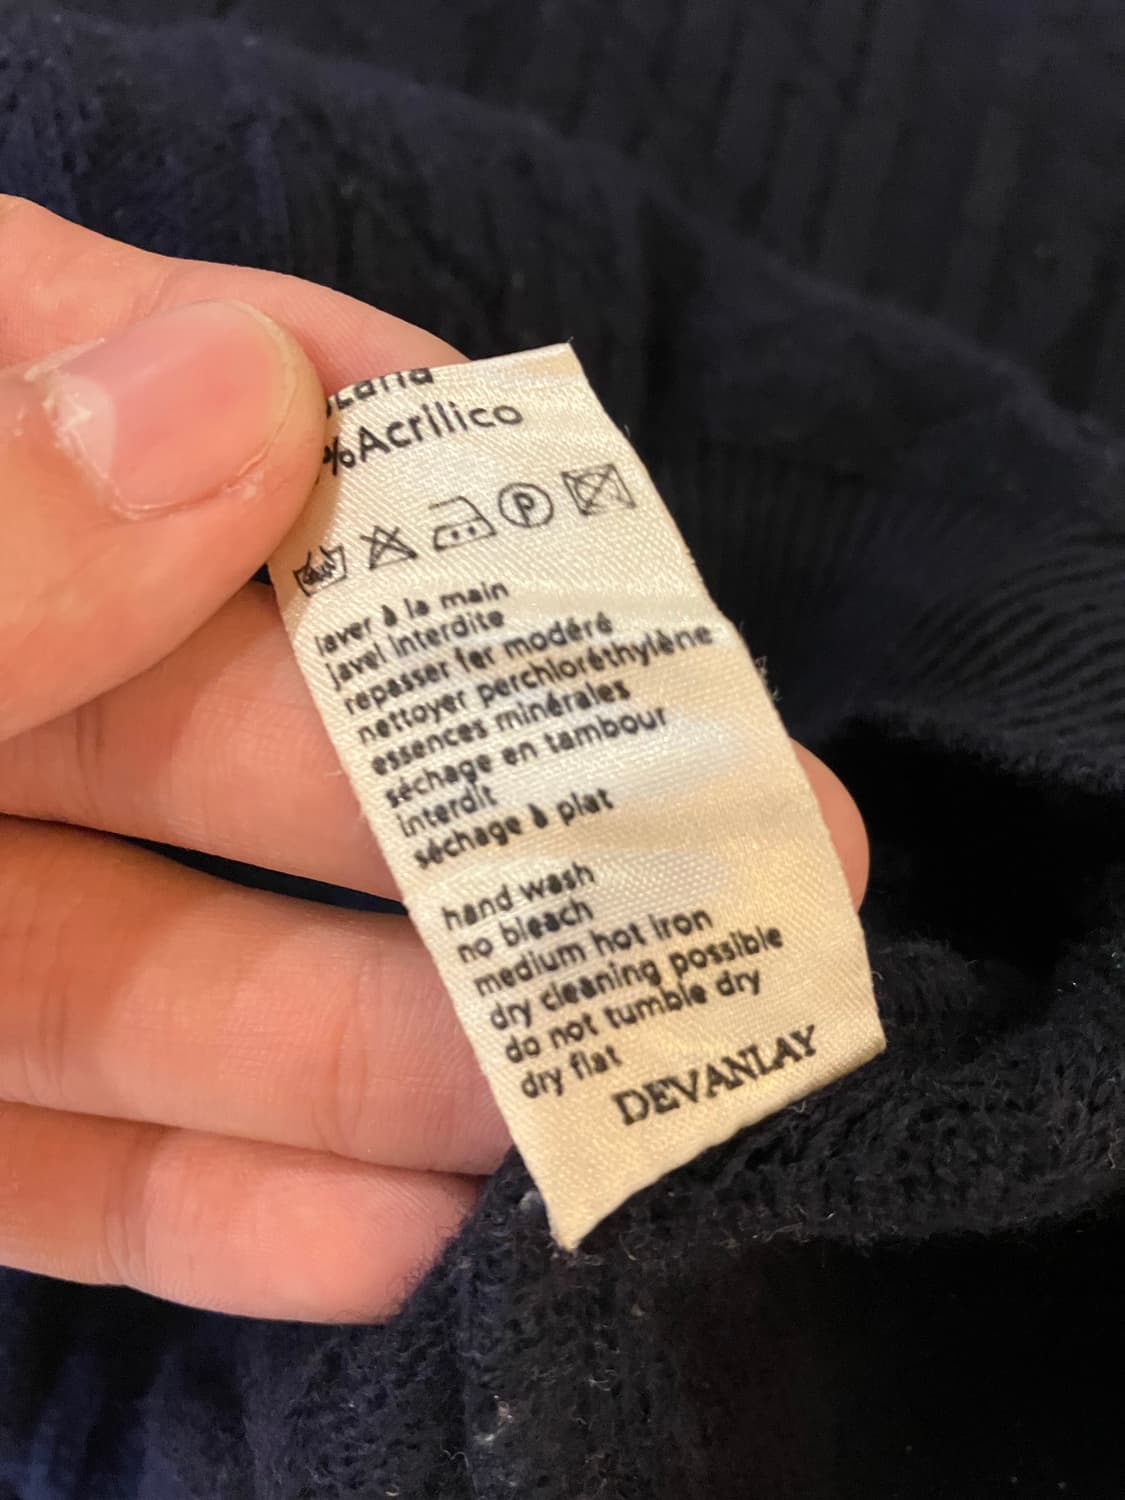 Lana
%Acrilico
P
laver à la main
javel interdite
repasser fer modéré
nettoyer perchloréthylène
essences minérales
séchage en tambour
interdit
séchage à plat
hand wash
no bleach
medium hot iron
dry cleaning possible
do not tumble dry
dry flat
DEVANLAY